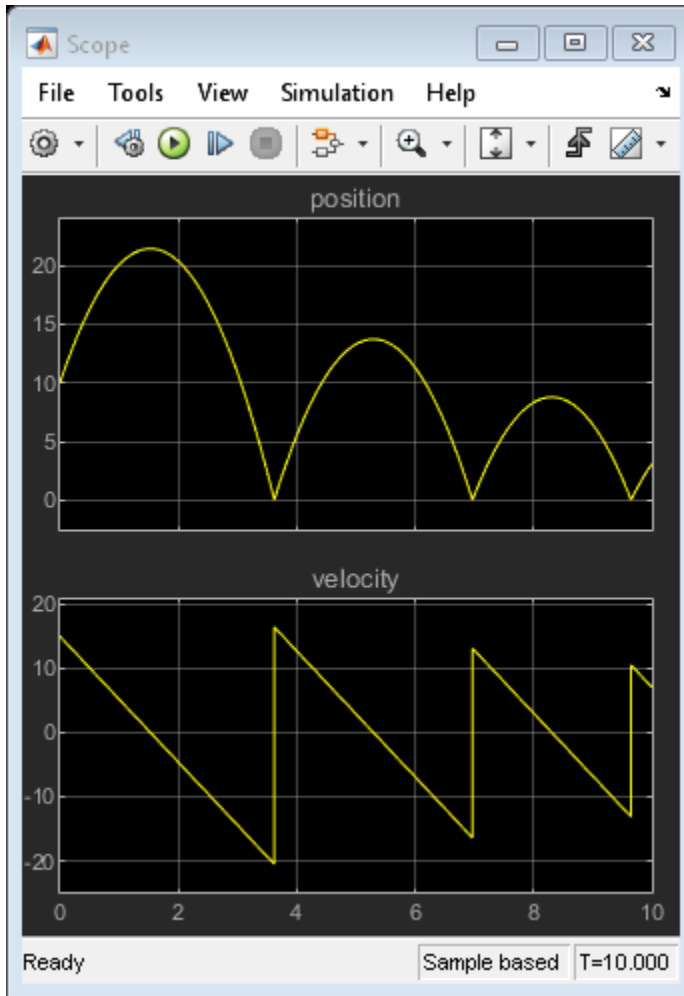 Scope
File Tools View Simulation Help
position
20
15
10
5
0
velocity
20
10
0
-10
-20
0 2 4 6 8 10
Ready Sample based T=10.000